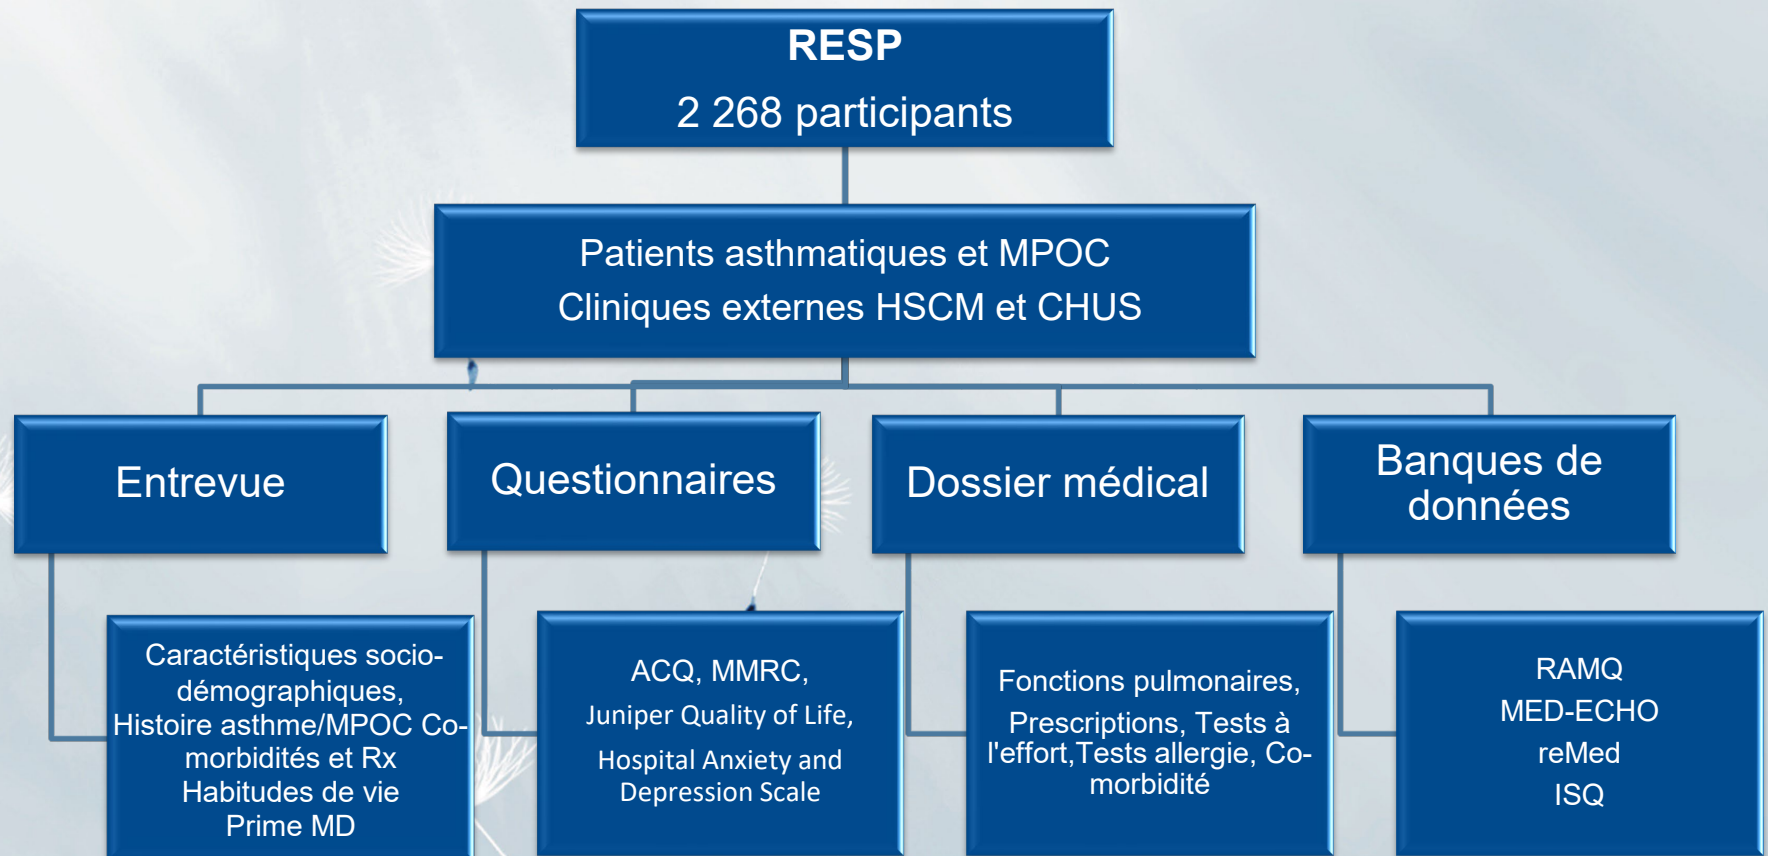 RESP
2 268 participants
Patients asthmatiques et MPOC
Cliniques externes HSCM et CHUS
Entrevue
Questionnaires
Dossier médical
Banques de
données
Caractéristiques socio-
démographiques,
Histoire asthme/MPOC Co-
morbidités et Rx
Habitudes de vie
Prime MD
ACQ, MMRC,
Juniper Quality of Life,
Hospital Anxiety and
Depression Scale
Fonctions pulmonaires,
Prescriptions, Tests à
l'effort,Tests allergie, Co-
morbidité
RAMQ
MED-ECHO
reMed
ISQ